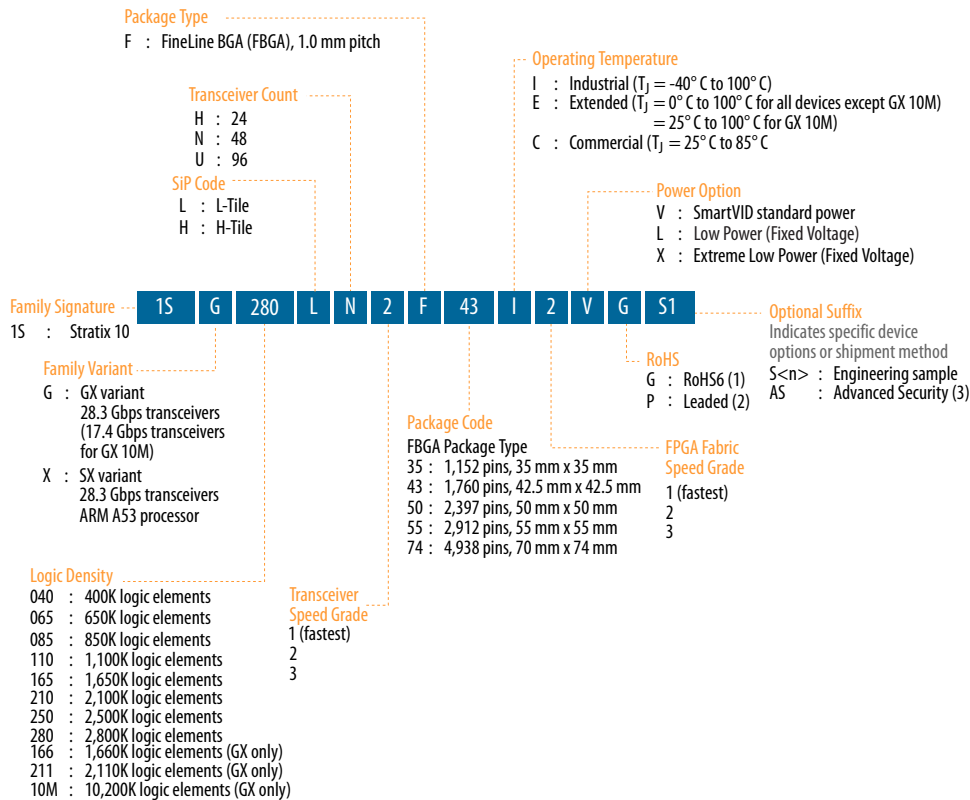 Package Type
F : FineLine BGA (FBGA), 1.0 mm pitch
Transceiver Count
H : 24
N : 48
U : 96
SiP Code
L : L-Tile
H : H-Tile
Operating Temperature
I : Industrial (TJ = -40° C to 100° C)
E : Extended (TJ = 0° C to 100° C for all devices except GX 10M)
= 25° C to 100° C for GX 10M)
C : Commercial (TJ = 25° C to 85° C
Power Option
V : SmartVID standard power
L : Low Power (Fixed Voltage)
X : Extreme Low Power (Fixed Voltage)
Family Signature
1S : Stratix 10
1S G 280 L N 2 F 43 I 2 V G S1
Optional Suffix
Indicates specific device
options or shipment method
S<n> : Engineering sample
AS : Advanced Security (3)
Family Variant
G : GX variant
28.3 Gbps transceivers
(17.4 Gbps transceivers
for GX 10M)
X : SX variant
28.3 Gbps transceivers
ARM A53 processor
RoHS
G : RoHS6 (1)
P : Leaded (2)
Package Code
FBGA Package Type
35 : 1,152 pins, 35 mm x 35 mm
43 : 1,760 pins, 42.5 mm x 42.5 mm
50 : 2,397 pins, 50 mm x 50 mm
55 : 2,912 pins, 55 mm x 55 mm
74 : 4,938 pins, 70 mm x 74 mm
FPGA Fabric
Speed Grade
1 (fastest)
2
3
Logic Density
040 : 400K logic elements
065 : 650K logic elements
085 : 850K logic elements
110 : 1,100K logic elements
165 : 1,650K logic elements
210 : 2,100K logic elements
250 : 2,500K logic elements
280 : 2,800K logic elements
166 : 1,660K logic elements (GX only)
211 : 2,110K logic elements (GX only)
10M : 10,200K logic elements (GX only)
Transceiver
Speed Grade
1 (fastest)
2
3